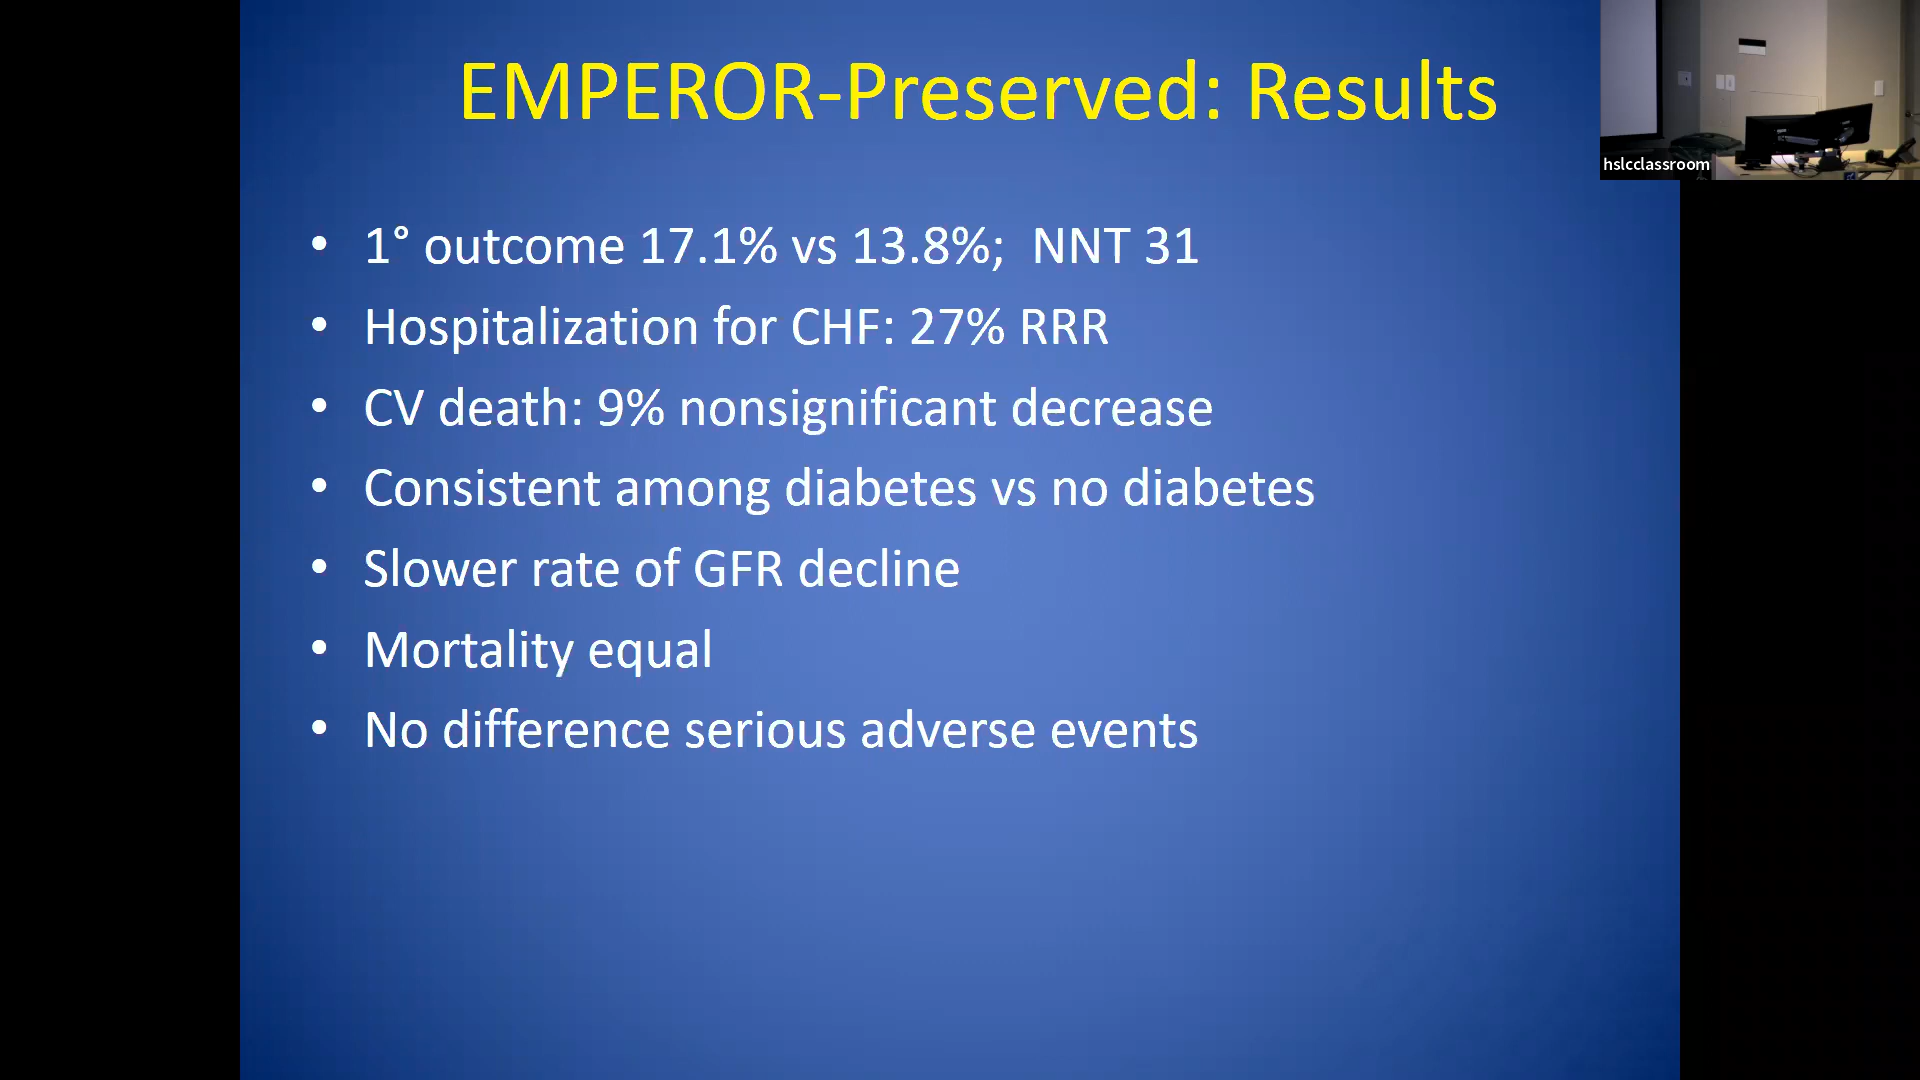 EMPEROR-Preserved: Results
hslcclassroom
• 1° outcome 17.1% vs 13.8%;  NNT 31
• Hospitalization for CHF: 27% RRR
• CV death: 9% nonsignificant decrease
• Consistent among diabetes vs no diabetes
• Slower rate of GFR decline
• Mortality equal
• No difference serious adverse events